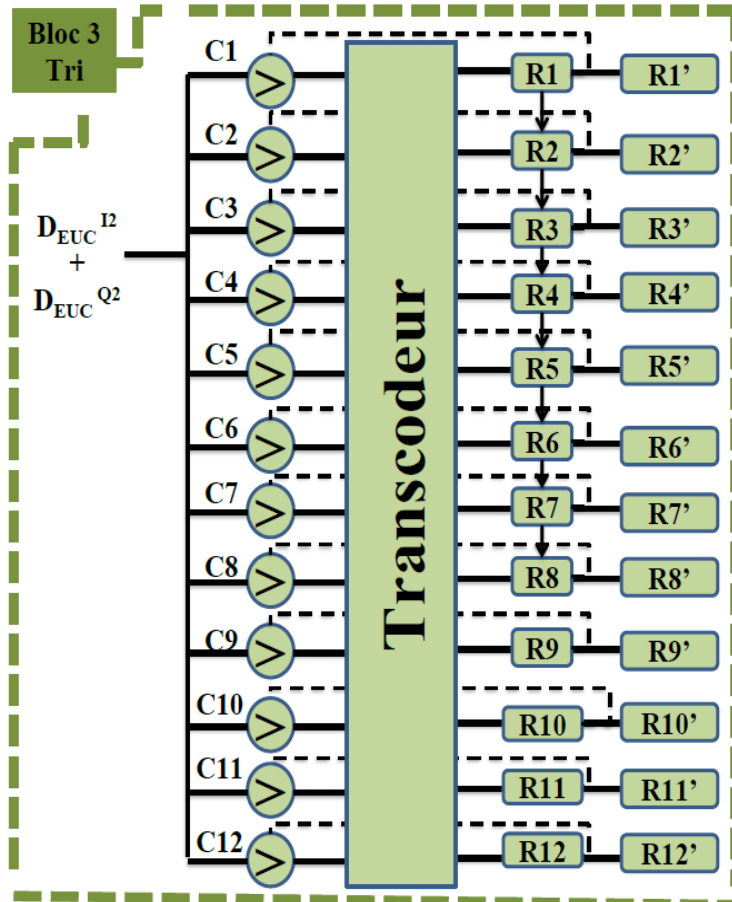 Bloc 3
Tri
D_EUC^I2
+
D_EUC^Q2
C1 > R1 R1’
C2 > R2 R2’
C3 > R3 R3’
C4 > R4 R4’
C5 > R5 R5’
C6 > R6 R6’
C7 > R7 R7’
C8 > R8 R8’
C9 > R9 R9’
C10 > R10 R10’
C11 > R11 R11’
C12 > R12 R12’
Transcodeur